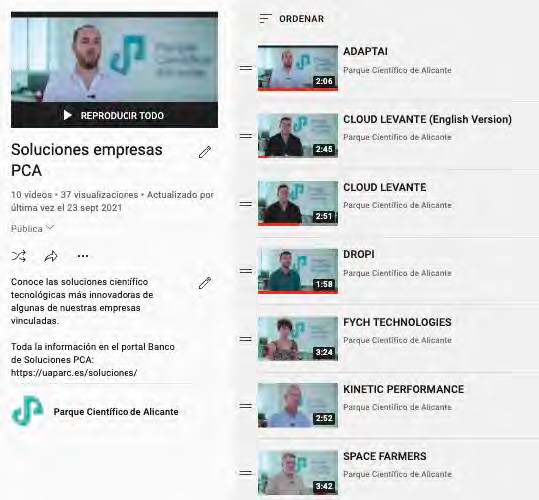 Parque
Científico
de Alicante
REPRODUCIR TODO
Soluciones empresas
PCA
10 vídeos • 37 visualizaciones • Actualizado por
última vez el 23 sept 2021
Pública
Conoce las soluciones científico
tecnológicas más innovadoras de
algunas de nuestras empresas
vinculadas.
Toda la información en el portal Banco
de Soluciones PCA:
https://uaparc.es/soluciones/
Parque Científico de Alicante
ORDENAR
2:06
ADAPTAI
Parque Científico de Alicante
2:45
CLOUD LEVANTE (English Version)
Parque Científico de Alicante
2:51
CLOUD LEVANTE
Parque Científico de Alicante
1:58
DROPI
Parque Científico de Alicante
3:24
FYCH TECHNOLOGIES
Parque Científico de Alicante
2:52
KINETIC PERFORMANCE
Parque Científico de Alicante
3:42
SPACE FARMERS
Parque Científico de Alicante